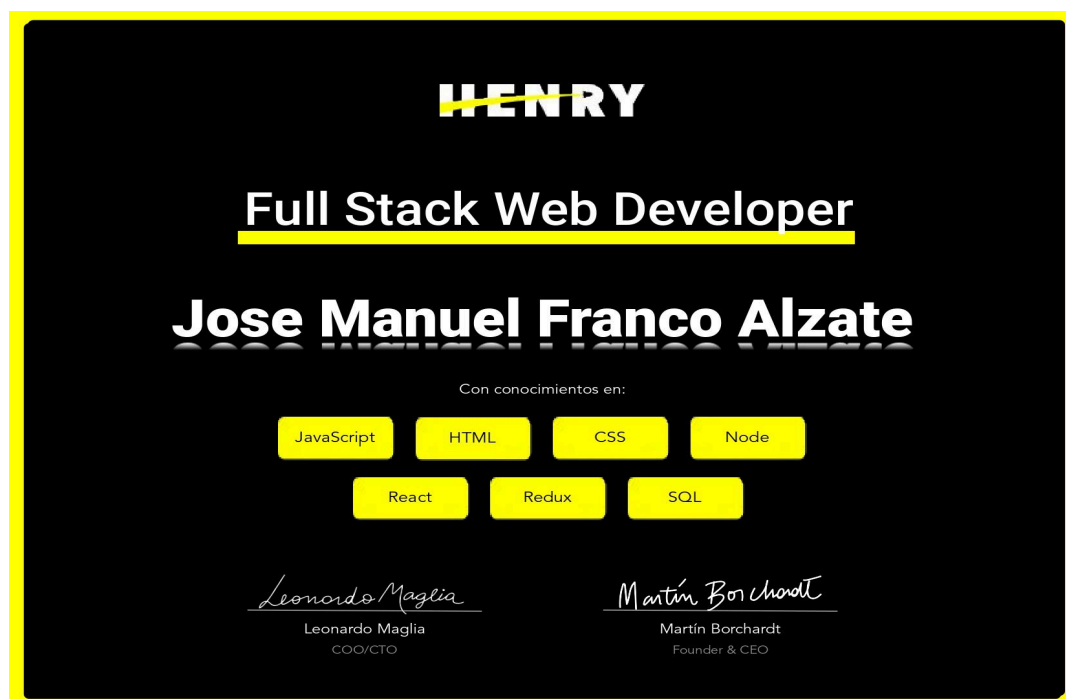 HENRY
Full Stack Web Developer
Jose Manuel Franco Alzate
Con conocimientos en:
JavaScript HTML CSS Node
React Redux SQL
Leonardo Maglia Martín Borchardt
Leonardo Maglia Martín Borchardt
COO/CTO Founder & CEO